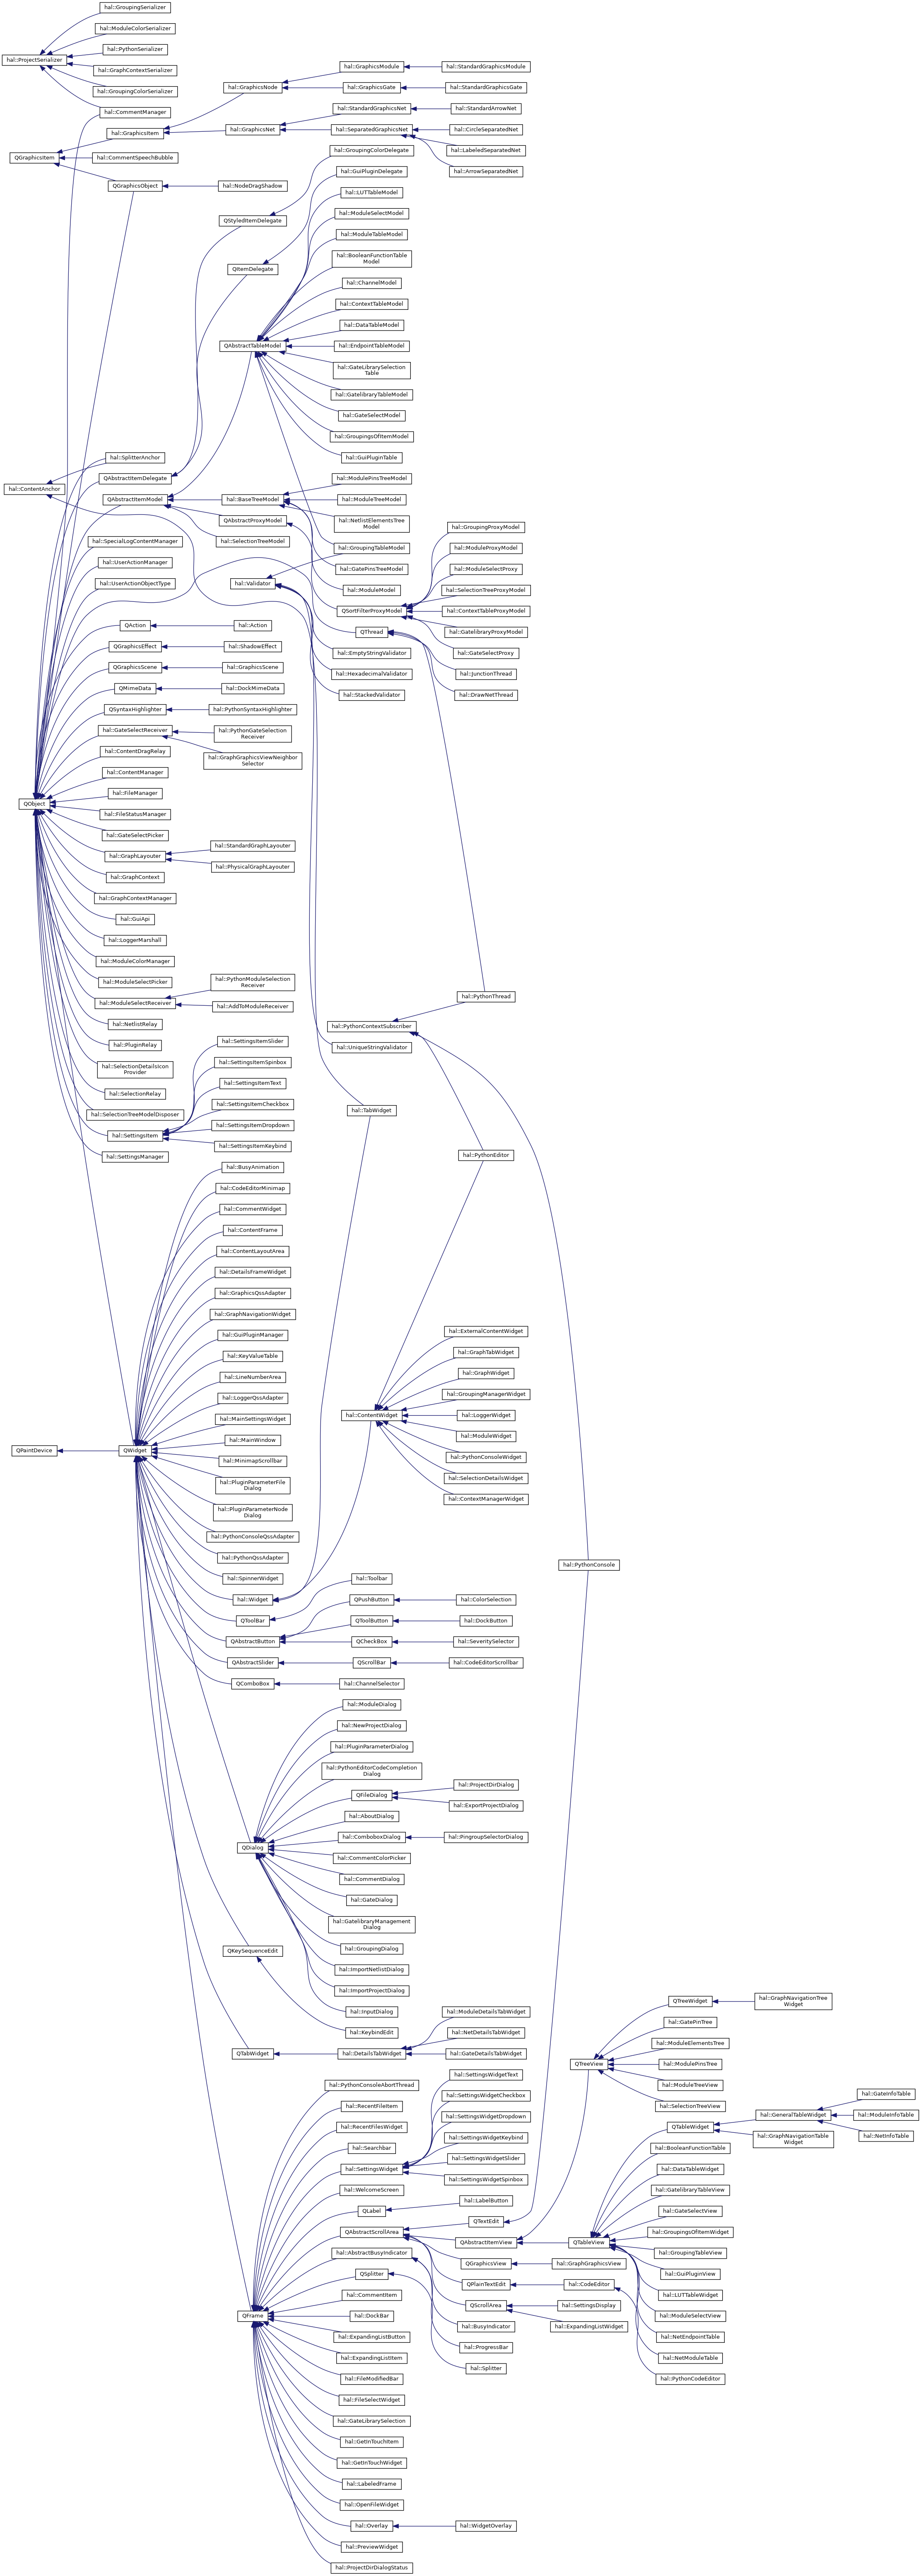 hal::GroupingSerializer
hal::ModuleColorSerializer
hal::PythonSerializer
hal::ProjectSerializer
hal::GraphContextSerializer
hal::GroupingColorSerializer
hal::CommentManager
hal::GraphicsModule
hal::StandardGraphicsModule
hal::GraphicsNode
hal::GraphicsGate
hal::StandardGraphicsGate
hal::StandardGraphicsNet
hal::StandardArrowNet
hal::GraphicsItem
hal::GraphicsNet
hal::SeparatedGraphicsNet
hal::CircleSeparatedNet
hal::LabeledSeparatedNet
hal::ArrowSeparatedNet
QGraphicsItem
hal::CommentSpeechBubble
QGraphicsObject
hal::NodeDragShadow
hal::GroupingColorDelegate
hal::GuiPluginDelegate
hal::LUTTableModel
hal::ModuleSelectModel
QStyledItemDelegate
hal::ModuleTableModel
hal::BooleanFunctionTable
Model
QItemDelegate
hal::ChannelModel
hal::ContextTableModel
hal::DataTableModel
QAbstractTableModel
hal::EndpointTableModel
hal::GateLibrarySelection
Table
hal::GatelibraryTableModel
hal::GateSelectModel
hal::GroupingsOfItemModel
hal::GuiPluginTable
hal::SplitterAnchor
QAbstractItemDelegate
hal::ContentAnchor
hal::ModulePinsTreeModel
QAbstractItemModel
hal::BaseTreeModel
hal::ModuleTreeModel
QAbstractProxyModel
hal::NetlistElementsTree
Model
hal::SelectionTreeModel
hal::GroupingTableModel
hal::GatePinsTreeModel
hal::ModuleModel
hal::GroupingProxyModel
hal::ModuleProxyModel
hal::ModuleSelectProxy
hal::SelectionTreeProxyModel
hal::SpecialLogContentManager
hal::UserActionManager
hal::UserActionObjectType
hal::Validator
QSortFilterProxyModel
hal::ContextTableProxyModel
hal::GatelibraryProxyModel
hal::GateSelectProxy
QAction
hal::Action
QThread
QGraphicsEffect
hal::ShadowEffect
hal::EmptyStringValidator
QGraphicsScene
hal::GraphicsScene
hal::HexadecimalValidator
hal::JunctionThread
QMimeData
hal::DockMimeData
hal::StackedValidator
hal::DrawNetThread
QSyntaxHighlighter
hal::PythonSyntaxHighlighter
hal::GateSelectReceiver
hal::PythonGateSelection
Receiver
hal::GraphGraphicsViewNeighbor
Selector
hal::ContentDragRelay
hal::ContentManager
hal::FileManager
QObject
hal::FileStatusManager
hal::GateSelectPicker
hal::GraphLayouter
hal::StandardGraphLayouter
hal::PhysicalGraphLayouter
hal::GraphContext
hal::GraphContextManager
hal::GuiApi
hal::LoggerMarshall
hal::ModuleColorManager
hal::ModuleSelectPicker
hal::PythonModuleSelection
Receiver
hal::ModuleSelectReceiver
hal::AddToModuleReceiver
hal::PythonThread
hal::NetlistRelay
hal::PythonContextSubscriber
hal::PluginRelay
hal::UniqueStringValidator
hal::SelectionDetailsIcon
Provider
hal::SelectionRelay
hal::SelectionTreeModelDisposer
hal::SettingsItem
hal::SettingsManager
hal::SettingsItemSlider
hal::SettingsItemSpinbox
hal::SettingsItemText
hal::SettingsItemCheckbox
hal::SettingsItemDropdown
hal::SettingsItemKeybind
hal::TabWidget
hal::PythonEditor
hal::BusyAnimation
hal::CodeEditorMinimap
hal::CommentWidget
hal::ContentFrame
hal::ContentLayoutArea
hal::DetailsFrameWidget
hal::GraphicsQssAdapter
hal::GraphNavigationWidget
hal::GuiPluginManager
hal::KeyValueTable
hal::LineNumberArea
hal::LoggerQssAdapter
hal::MainSettingsWidget
hal::MainWindow
QPaintDevice
QWidget
hal::MinimapScrollbar
hal::PluginParameterFile
Dialog
hal::PluginParameterNode
Dialog
hal::PythonConsoleQssAdapter
hal::PythonQssAdapter
hal::SpinnerWidget
hal::Widget
hal::ExternalContentWidget
hal::GraphTabWidget
hal::GraphWidget
hal::GroupingManagerWidget
hal::ContentWidget
hal::LoggerWidget
hal::ModuleWidget
hal::PythonConsoleWidget
hal::SelectionDetailsWidget
hal::ContextManagerWidget
hal::PythonConsole
hal::Toolbar
QToolBar
QPushButton
hal::ColorSelection
QToolButton
hal::DockButton
QAbstractButton
QCheckBox
hal::SeveritySelector
QAbstractSlider
QScrollBar
hal::CodeEditorScrollbar
QComboBox
hal::ChannelSelector
hal::ModuleDialog
hal::NewProjectDialog
hal::PluginParameterDialog
hal::PythonEditorCodeCompletion
Dialog
QFileDialog
hal::ProjectDirDialog
hal::ExportProjectDialog
hal::AboutDialog
QDialog
hal::ComboboxDialog
hal::PingroupSelectorDialog
hal::CommentColorPicker
hal::CommentDialog
hal::GateDialog
hal::GatelibraryManagement
Dialog
hal::GroupingDialog
hal::ImportNetlistDialog
hal::ImportProjectDialog
hal::InputDialog
QKeySequenceEdit
hal::KeybindEdit
QTabWidget
hal::DetailsTabWidget
hal::ModuleDetailsTabWidget
hal::NetDetailsTabWidget
hal::GateDetailsTabWidget
QTreeWidget
hal::GraphNavigationTree
Widget
hal::GatePinTree
hal::ModuleElementsTree
QTreeView
hal::ModulePinsTree
hal::ModuleTreeView
hal::SelectionTreeView
hal::PythonConsoleAbortThread
hal::RecentFileItem
hal::RecentFilesWidget
hal::Searchbar
hal::SettingsWidget
hal::WelcomeScreen
hal::SettingsWidgetText
hal::SettingsWidgetCheckbox
hal::SettingsWidgetDropdown
hal::SettingsWidgetKeybind
hal::SettingsWidgetSlider
hal::SettingsWidgetSpinbox
hal::GateInfoTable
hal::GeneralTableWidget
hal::ModuleInfoTable
QTableWidget
hal::NetInfoTable
hal::GraphNavigationTable
Widget
hal::BooleanFunctionTable
hal::DataTableWidget
hal::GatelibraryTableView
QLabel
hal::LabelButton
hal::GateSelectView
QAbstractScrollArea
QTextEdit
hal::GroupingsOfItemWidget
QAbstractItemView
QTableView
hal::GroupingTableView
hal::AbstractBusyIndicator
QGraphicsView
hal::GraphGraphicsView
hal::GuiPluginView
QSplitter
QPlainTextEdit
hal::CodeEditor
hal::LUTTableWidget
hal::CommentItem
QScrollArea
hal::SettingsDisplay
hal::ModuleSelectView
QFrame
hal::DockBar
hal::BusyIndicator
hal::ExpandingListWidget
hal::NetEndpointTable
hal::ExpandingListButton
hal::ProgressBar
hal::NetModuleTable
hal::ExpandingListItem
hal::Splitter
hal::PythonCodeEditor
hal::FileModifiedBar
hal::FileSelectWidget
hal::GateLibrarySelection
hal::GetInTouchItem
hal::GetInTouchWidget
hal::LabeledFrame
hal::OpenFileWidget
hal::Overlay
hal::WidgetOverlay
hal::PreviewWidget
hal::ProjectDirDialogStatus